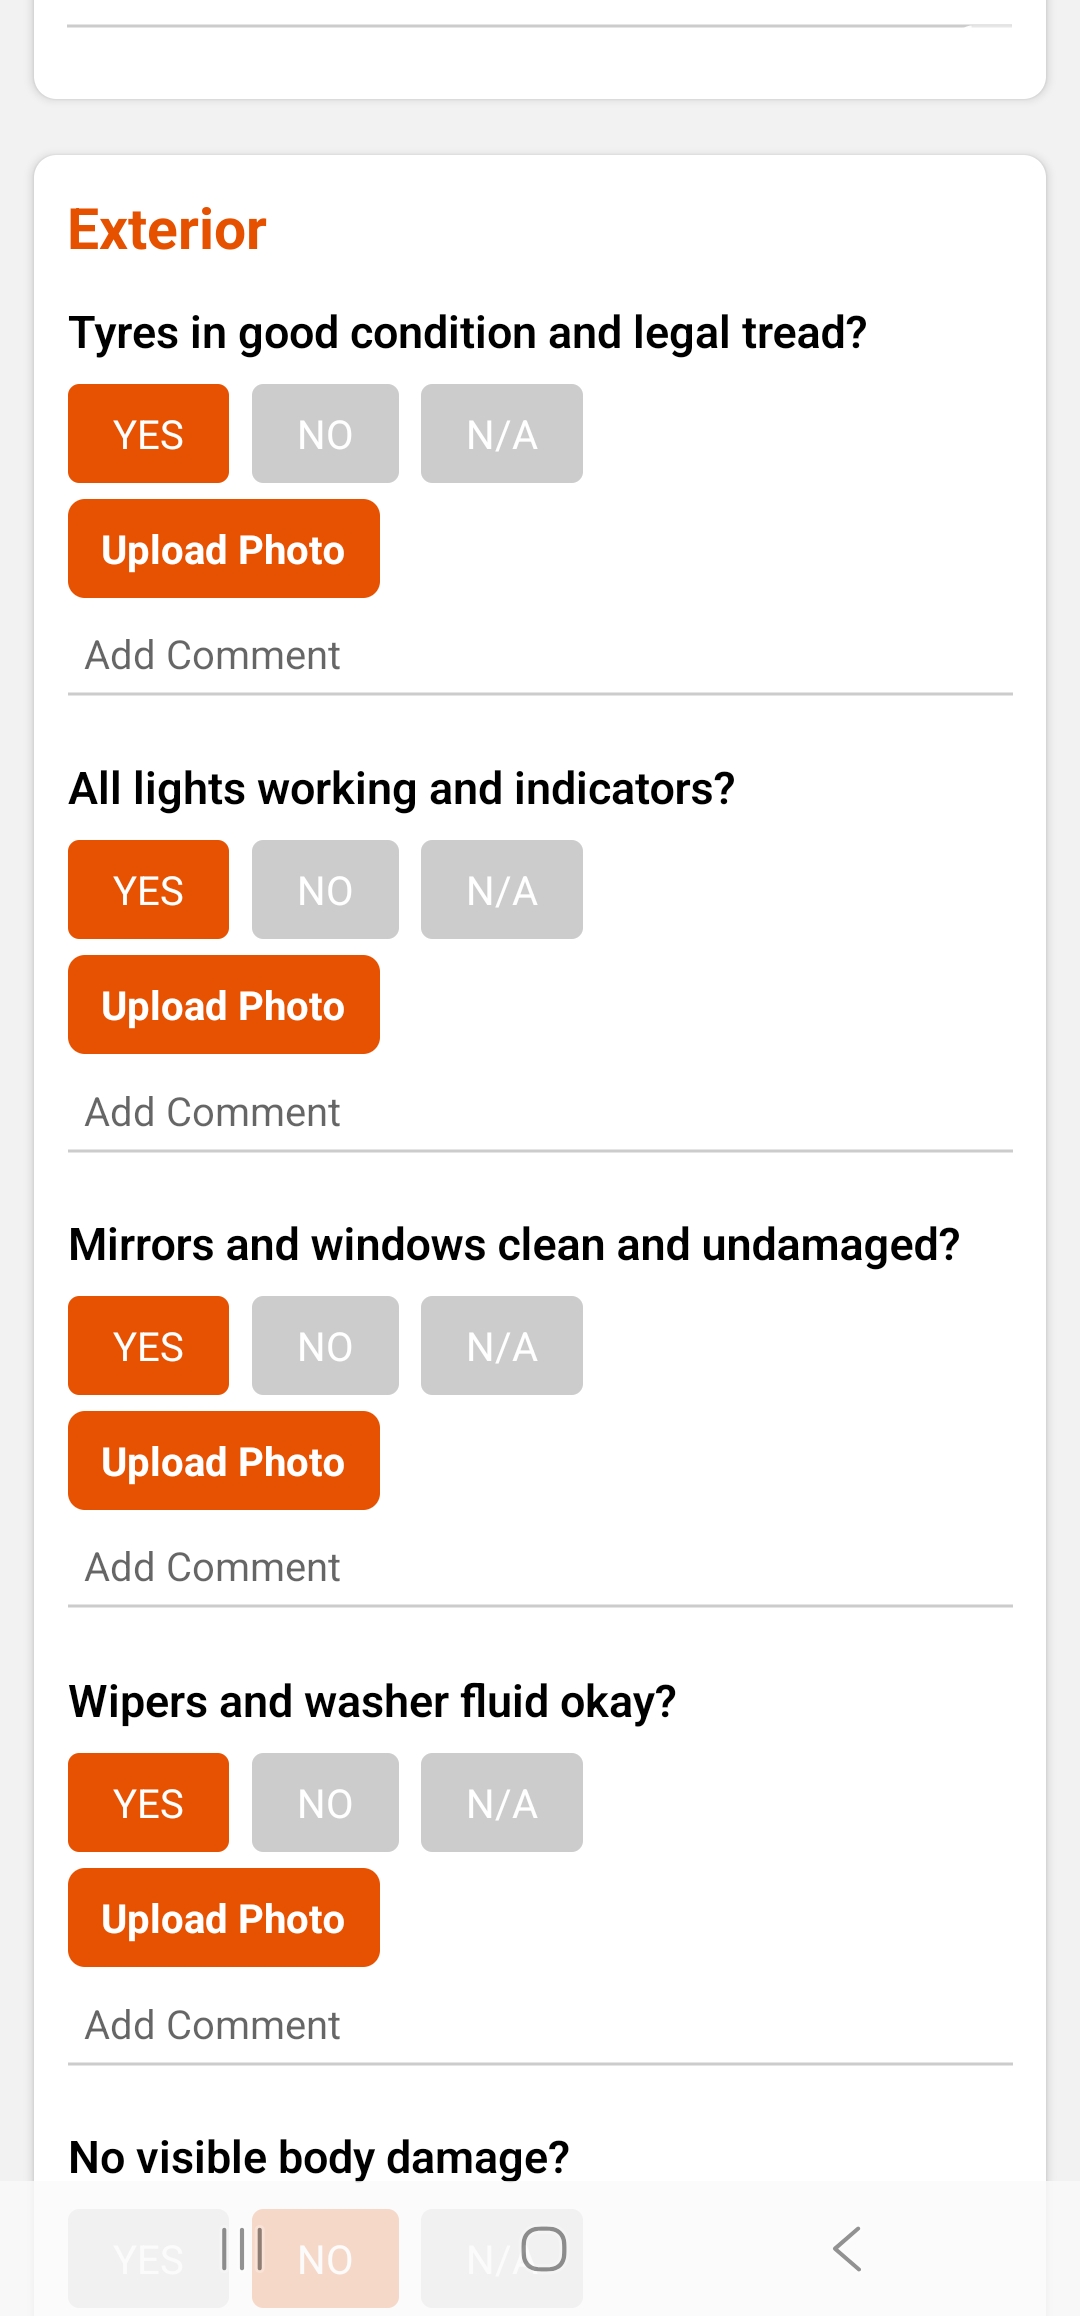 Exterior
Tyres in good condition and legal tread?
YES NO N/A
Upload Photo
Add Comment
All lights working and indicators?
YES NO N/A
Upload Photo
Add Comment
Mirrors and windows clean and undamaged?
YES NO N/A
Upload Photo
Add Comment
Wipers and washer fluid okay?
YES NO N/A
Upload Photo
Add Comment
No visible body damage?
YES NO N/A